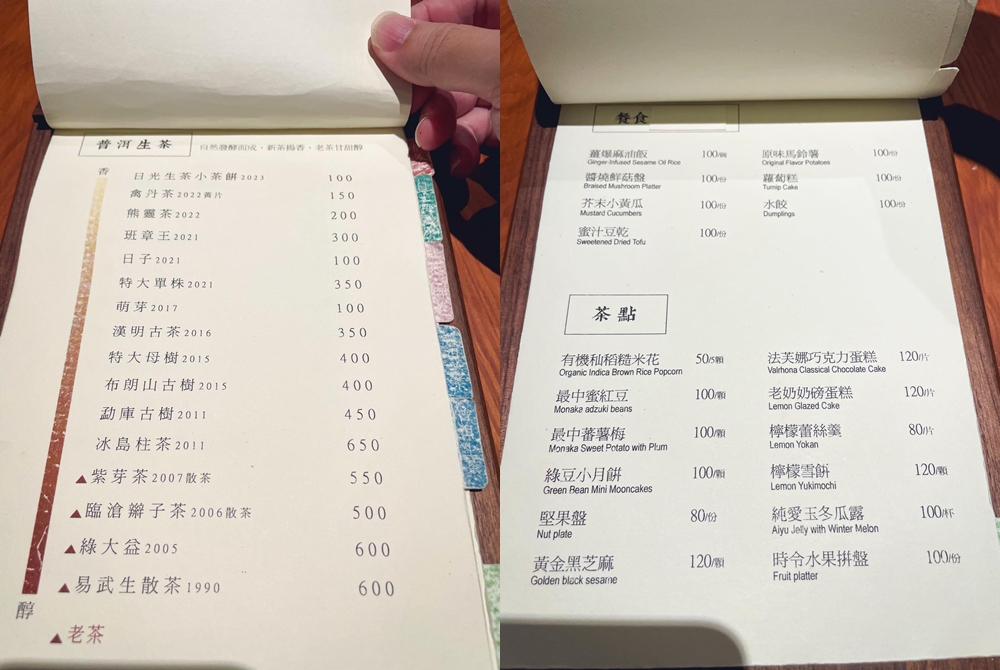 普洱生茶
自然發酵而成，新茶揚香、老茶甘甜醇
香
日光生茶小茶餅2023 100
禽丹茶2022黃片 150
熊靈茶2022 200
班章王2021 300
日子2021 100
特大單株2021 350
萌芽2017 100
漢明古茶2016 350
特大母樹2015 400
布朗山古樹2015 400
勐庫古樹2011 450
冰島柱茶2011 650
▲紫芽茶2007散茶 550
▲臨滄辮子茶2006散茶 500
▲綠大益2005 600
▲易武生散茶1990 600
醇
▲老茶
餐食
薑爆麻油飯 100/碗
Ginger-Infused Sesame Oil Rice
醬燒鮮菇盤 100/份
Braised Mushroom Platter
芥末小黃瓜 100/份
Mustard Cucumbers
蜜汁豆乾 100/份
Sweetened Dried Tofu
原味馬鈴薯 100/份
Original Flavor Potatoes
蘿蔔糕 100/份
Turnip Cake
水餃 100/份
Dumplings
茶點
有機秈稻糙米花 50/5顆
Organic Indica Brown Rice Popcorn
最中蜜紅豆 100/顆
Monaka adzuki beans
最中蕃薯梅 100/顆
Monaka Sweet Potato with Plum
綠豆小月餅 100/顆
Green Bean Mini Mooncakes
堅果盤 80/份
Nut plate
黃金黑芝麻 120/顆
Golden black sesame
法芙娜巧克力蛋糕 120/片
Valrhona Classical Chocolate Cake
老奶奶磅蛋糕 120/片
Lemon Glazed Cake
檸檬蕾絲羹 80/片
Lemon Yokan
檸檬雪餅 120/顆
Lemon Yukimochi
純愛玉冬瓜露 100/杯
Aiyu Jelly with Winter Melon
時令水果拼盤 100/份
Fruit platter